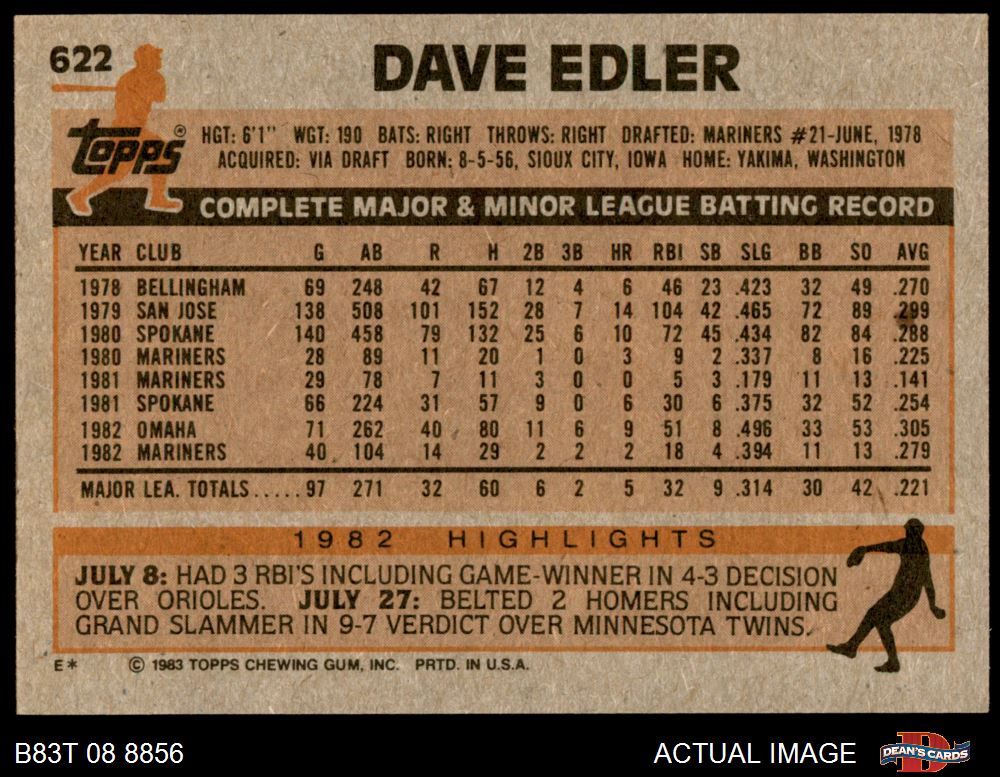 622
DAVE EDLER
Topps®
HGT: 6'1" WGT: 190 BATS: RIGHT THROWS: RIGHT DRAFTED: MARINERS #21-JUNE, 1978
ACQUIRED: VIA DRAFT BORN: 8-5-56, SIOUX CITY, IOWA HOME: YAKIMA, WASHINGTON
COMPLETE MAJOR & MINOR LEAGUE BATTING RECORD
YEAR CLUB G AB R H 2B 3B HR RBI SB SLG BB SO AVG
1978 BELLINGHAM 69 248 42 67 12 4 6 46 23 .423 32 49 .270
1979 SAN JOSE 138 508 101 152 28 7 14 104 42 .465 72 89 .299
1980 SPOKANE 140 458 79 132 25 6 10 72 45 .434 82 84 .288
1980 MARINERS 28 89 11 20 1 0 3 9 2 .337 8 16 .225
1981 MARINERS 29 78 7 11 3 0 0 5 3 .179 11 13 .141
1981 SPOKANE 66 224 31 57 9 0 6 30 6 .375 32 52 .254
1982 OMAHA 71 262 40 80 11 6 9 51 8 .496 33 53 .305
1982 MARINERS 40 104 14 29 2 2 2 18 4 .394 11 13 .279
MAJOR LEA. TOTALS.....97 271 32 60 6 2 5 32 9 .314 30 42 .221
1982 HIGHLIGHTS
JULY 8: HAD 3 RBI'S INCLUDING GAME-WINNER IN 4-3 DECISION
OVER ORIOLES. JULY 27: BELTED 2 HOMERS INCLUDING
GRAND SLAMMER IN 9-7 VERDICT OVER MINNESOTA TWINS.
E* © 1983 TOPPS CHEWING GUM, INC. PRTD. IN U.S.A.
B83T 08 8856 ACTUAL IMAGE DEAN'S CARDS